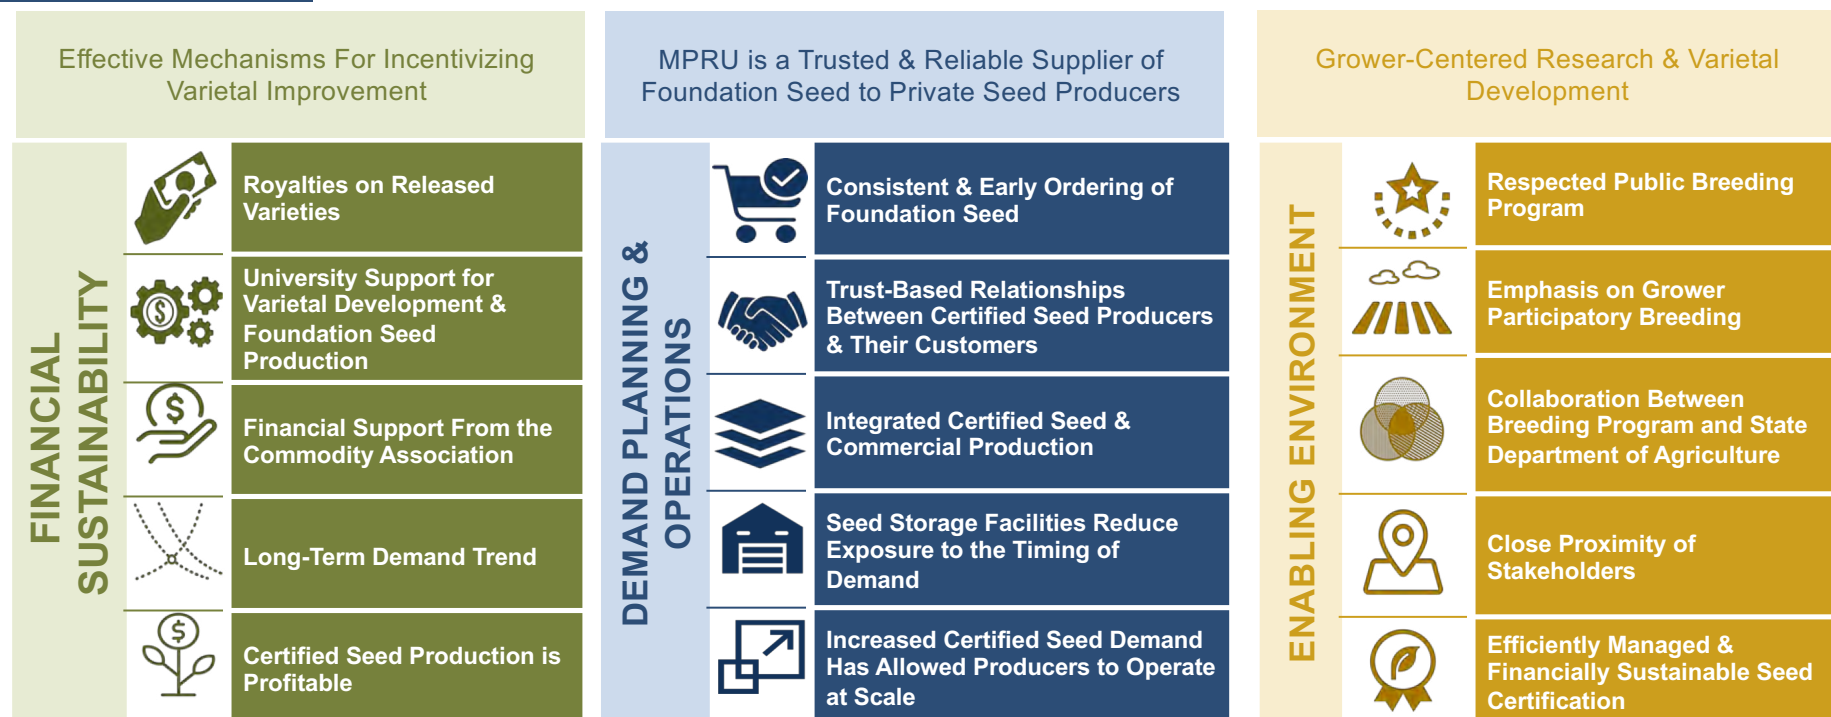 Effective Mechanisms For Incentivizing
Varietal Improvement
FINANCIAL
SUSTAINABILITY
$
$
$
Royalties on Released
Varieties
University Support for
Varietal Development &
Foundation Seed
Production
Financial Support From the
Commodity Association
Long-Term Demand Trend
Certified Seed Production is
Profitable
MPRU is a Trusted & Reliable Supplier of
Foundation Seed to Private Seed Producers
DEMAND PLANNING &
OPERATIONS
Consistent & Early Ordering of
Foundation Seed
Trust-Based Relationships
Between Certified Seed Producers
& Their Customers
Integrated Certified Seed &
Commercial Production
Seed Storage Facilities Reduce
Exposure to the Timing of
Demand
Increased Certified Seed Demand
Has Allowed Producers to Operate
at Scale
Grower-Centered Research & Varietal
Development
ENABLING ENVIRONMENT
Respected Public Breeding
Program
Emphasis on Grower
Participatory Breeding
Collaboration Between
Breeding Program and State
Department of Agriculture
Close Proximity of
Stakeholders
Efficiently Managed &
Financially Sustainable Seed
Certification